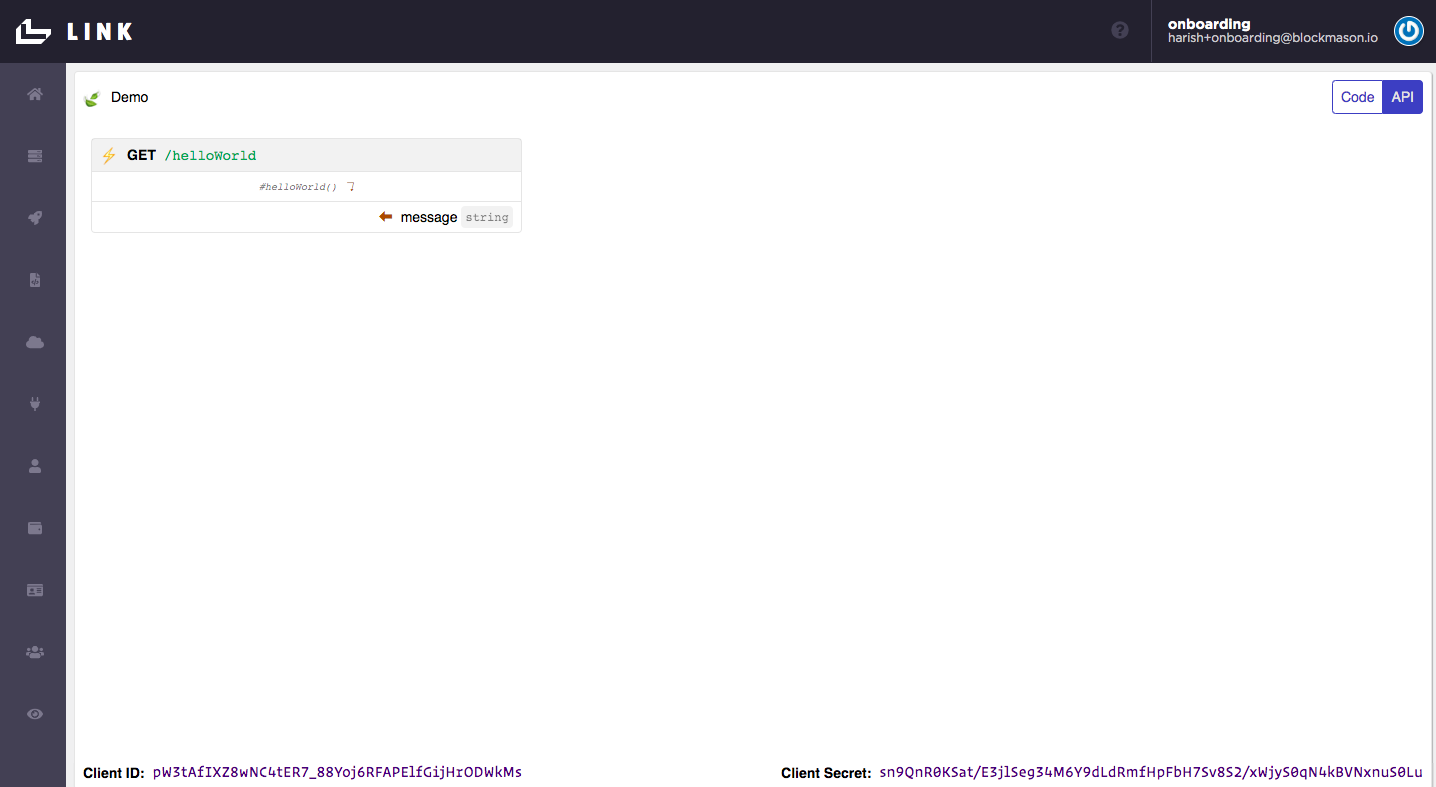 LINK
onboarding
harish+onboarding@blockmason.io
Demo
Code API
GET /helloWorld
#helloWorld()
message string
Client ID: pW3tAfIXZ8wNC4tER7_88Yoj6RFAPElfGijHrODWkMs
Client Secret: sn9QnR0KSat/E3jlSeg34M6Y9dLdRmfHpFbH7Sv8S2/xWjyS0qN4kBVNxnuS0Lu